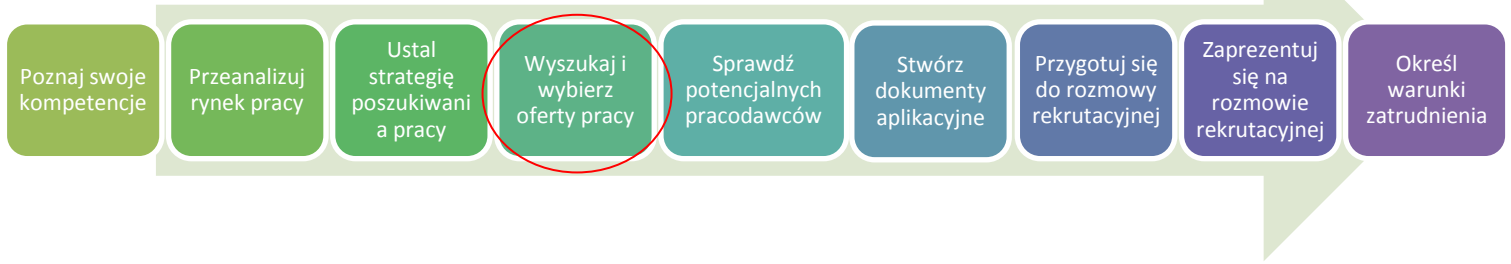 Poznaj swoje
kompetencje
Przeanalizuj
rynek pracy
Ustal
strategię
poszukiwani
a pracy
Wyszukaj i
wybierz
oferty pracy
Sprawdź
potencjalnych
pracodawców
Stwórz
dokumenty
aplikacyjne
Przygotuj się
do rozmowy
rekrutacyjnej
Zaprezentuj
się na
rozmowie
rekrutacyjnej
Określ
warunki
zatrudnienia